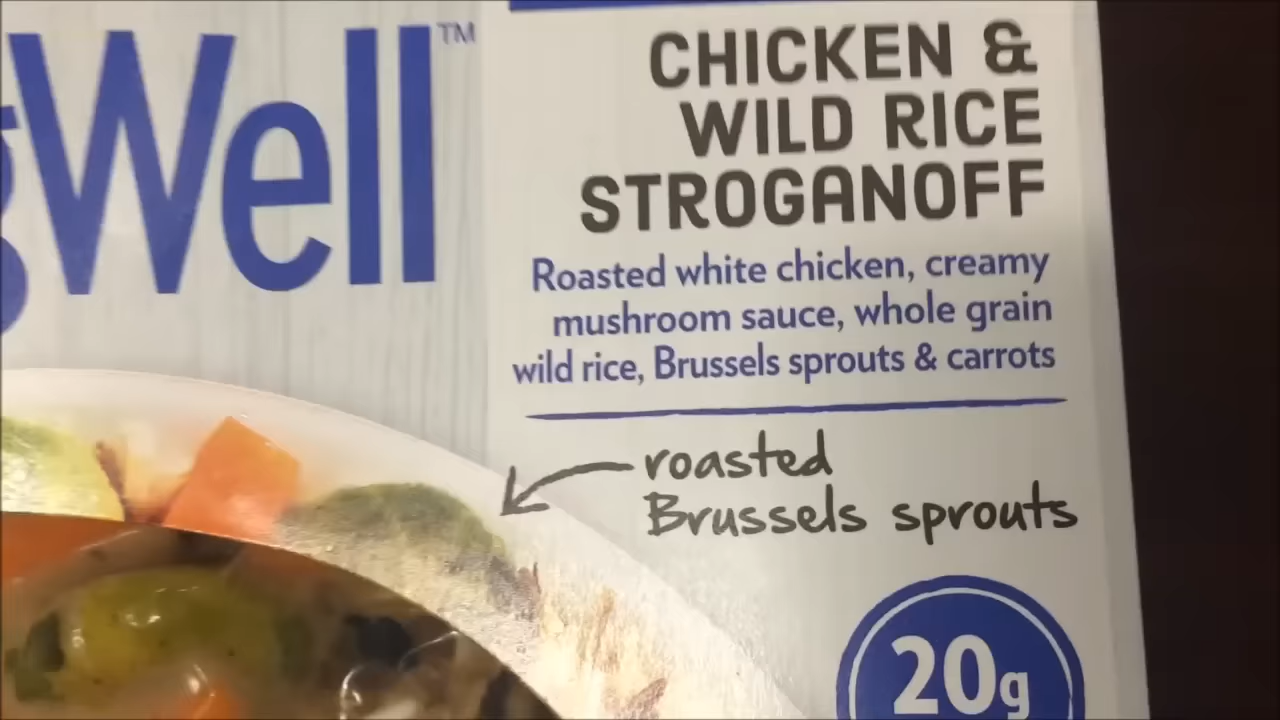 Well™
CHICKEN &
WILD RICE
STROGANOFF
Roasted white chicken, creamy
mushroom sauce, whole grain
wild rice, Brussels sprouts & carrots
roasted
Brussels sprouts
20g